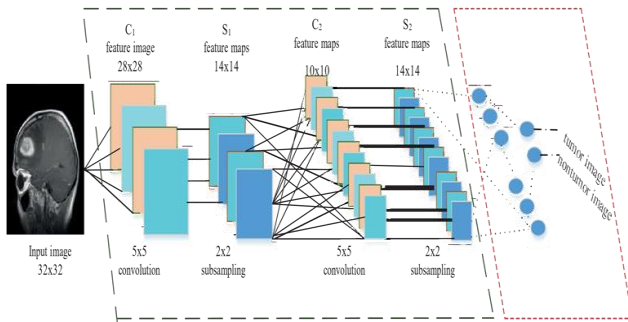 C1
feature image
28x28
S1
feature maps
14x14
C2
feature maps
10x10
S2
feature maps
14x14
tumor image
nontumor image
Input image
32x32
5x5
convolution
2x2
subsampling
5x5
convolution
2x2
subsampling